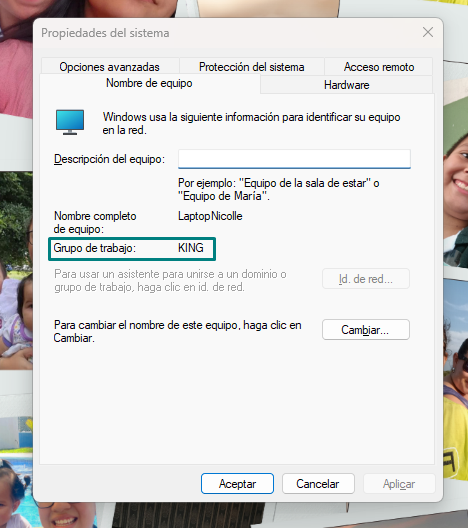 Propiedades del sistema
Opciones avanzadas
Protección del sistema
Acceso remoto
Nombre de equipo
Hardware
Windows usa la siguiente información para identificar su equipo
en la red.
Descripción del equipo:
Por ejemplo: "Equipo de la sala de estar" o
"Equipo de María".
Nombre completo
de equipo:
LaptopNicolle
Grupo de trabajo:
KING
Para usar un asistente para unirse a un dominio o
grupo de trabajo, haga clic en id. de red.
Id. de red...
Para cambiar el nombre de este equipo, haga clic en
Cambiar.
Cambiar...
Aceptar
Cancelar
Aplicar